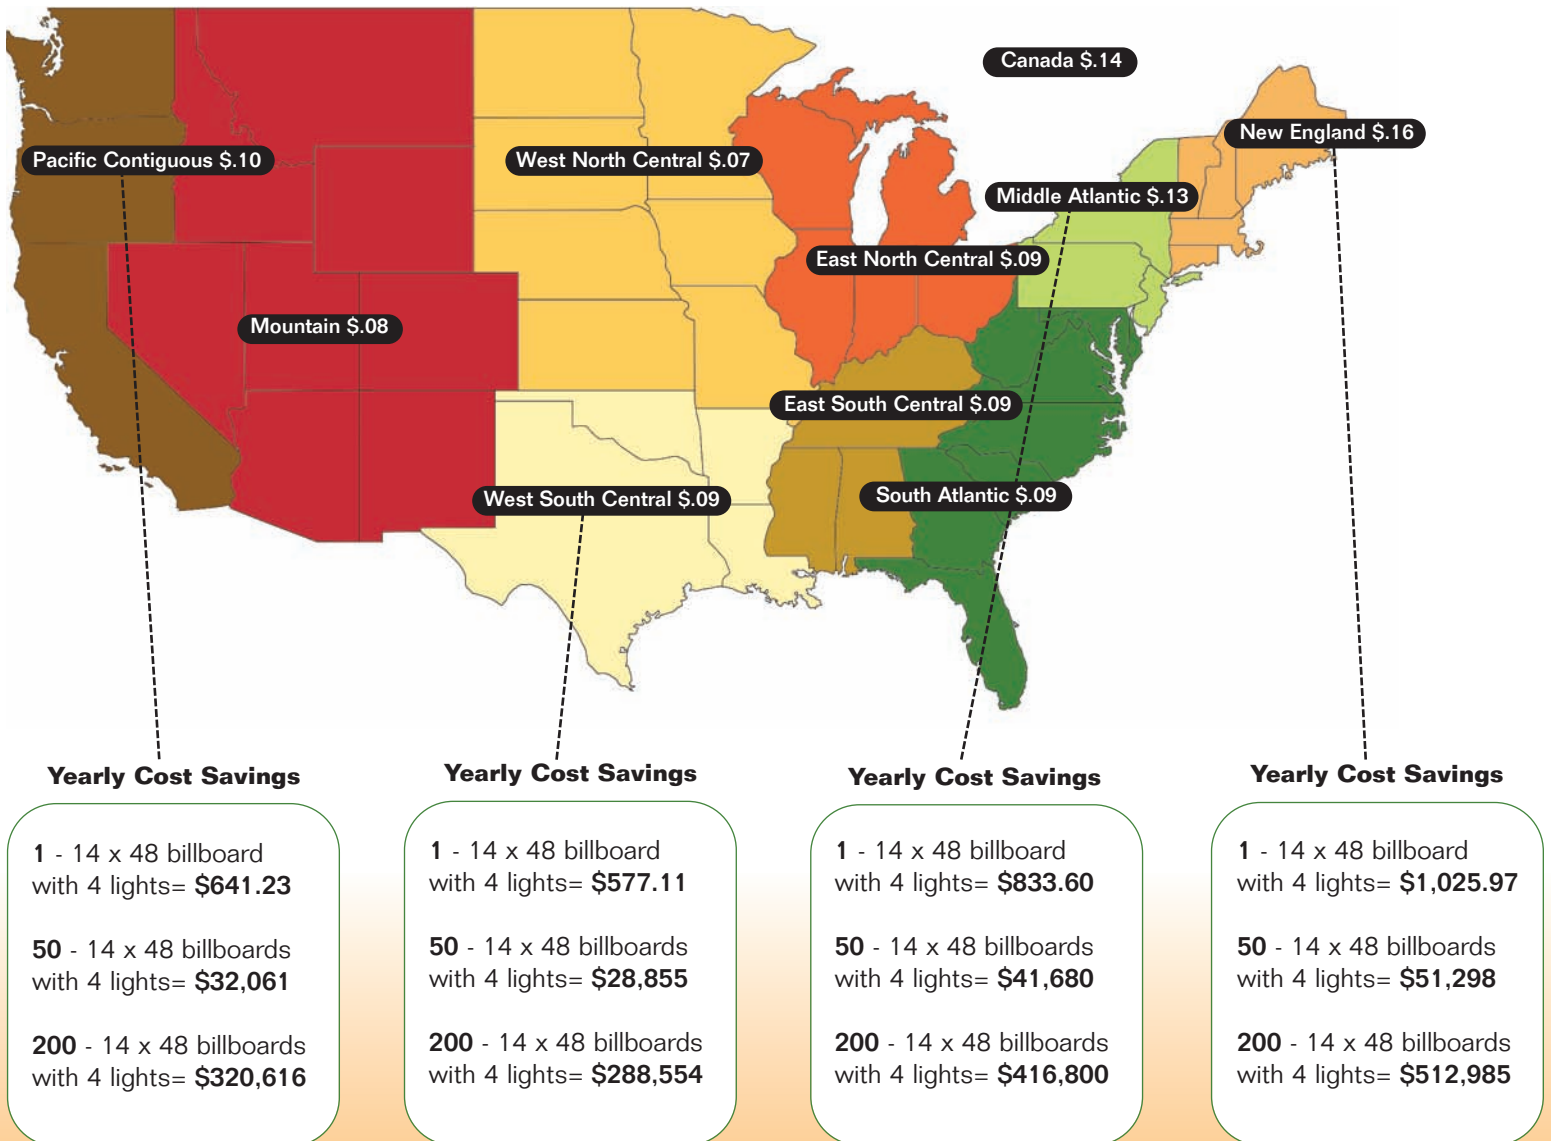 Canada $.14
New England $.16
Pacific Contiguous $.10
West North Central $.07
Middle Atlantic $.13
East North Central $.09
Mountain $.08
East South Central $.09
West South Central $.09
South Atlantic $.09
Yearly Cost Savings
1 - 14 x 48 billboard
with 4 lights= $641.23
50 - 14 x 48 billboards
with 4 lights= $32,061
200 - 14 x 48 billboards
with 4 lights= $320,616
Yearly Cost Savings
1 - 14 x 48 billboard
with 4 lights= $577.11
50 - 14 x 48 billboards
with 4 lights= $28,855
200 - 14 x 48 billboards
with 4 lights= $288,554
Yearly Cost Savings
1 - 14 x 48 billboard
with 4 lights= $833.60
50 - 14 x 48 billboards
with 4 lights= $41,680
200 - 14 x 48 billboards
with 4 lights= $416,800
Yearly Cost Savings
1 - 14 x 48 billboard
with 4 lights= $1,025.97
50 - 14 x 48 billboards
with 4 lights= $51,298
200 - 14 x 48 billboards
with 4 lights= $512,985